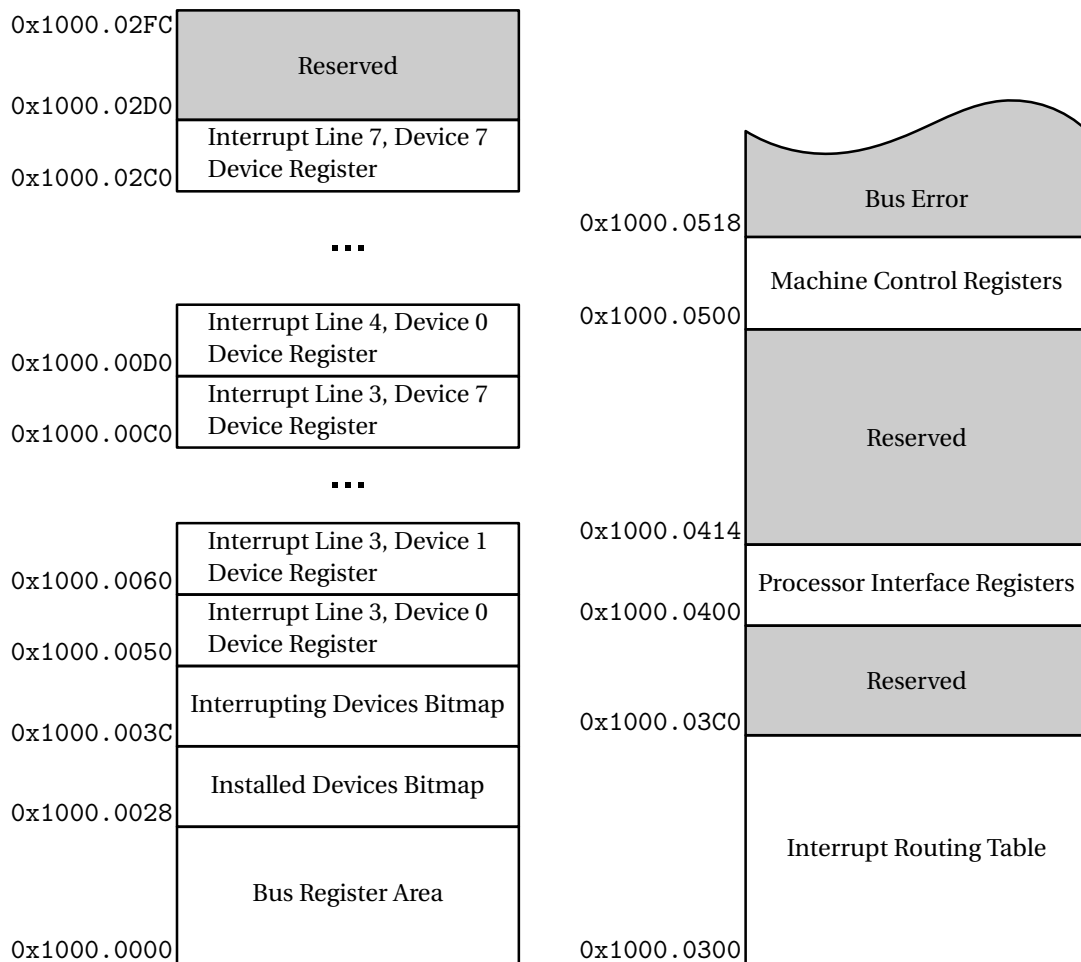 0x1000.02FC
Reserved
0x1000.02D0
Interrupt Line 7, Device 7
Device Register
0x1000.02C0
...
Interrupt Line 4, Device 0
Device Register
0x1000.00D0
Interrupt Line 3, Device 7
Device Register
0x1000.00C0
...
Interrupt Line 3, Device 1
Device Register
0x1000.0060
Interrupt Line 3, Device 0
Device Register
0x1000.0050
Interrupting Devices Bitmap
0x1000.003C
Installed Devices Bitmap
0x1000.0028
Bus Register Area
0x1000.0000
Bus Error
0x1000.0518
Machine Control Registers
0x1000.0500
Reserved
0x1000.0414
Processor Interface Registers
0x1000.0400
Reserved
0x1000.03C0
Interrupt Routing Table
0x1000.0300